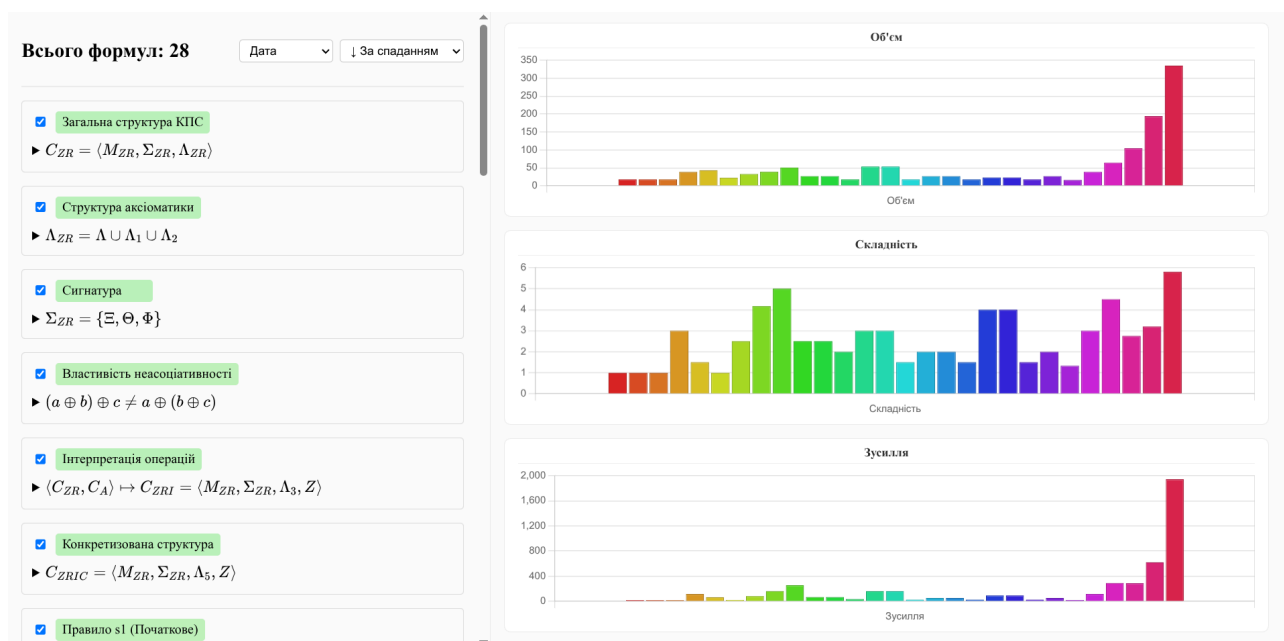 Всього формул: 28
Дата
↓ За спаданням
Загальна структура КПС
▶ C_{ZR} = ⟨M_{ZR}, Σ_{ZR}, Λ_{ZR}⟩
Структура аксіоматики
▶ Λ_{ZR} = Λ ∪ Λ_1 ∪ Λ_2
Сигнатура
▶ Σ_{ZR} = {Ξ, Θ, Φ}
Властивість неасоціативності
▶ (a ⊕ b) ⊕ c ≠ a ⊕ (b ⊕ c)
Інтерпретація операцій
▶ ⟨C_{ZR}, C_A⟩ ↦ C_{ZRI} = ⟨M_{ZR}, Σ_{ZR}, Λ_3, Z⟩
Конкретизована структура
▶ C_{ZRIC} = ⟨M_{ZR}, Σ_{ZR}, Λ_5, Z⟩
Правило s1 (Початкове)
Об'єм
350
300
250
200
150
100
50
0
Об'єм
Складність
6
5
4
3
2
1
0
Складність
Зусилля
2,000
1,600
1,200
800
400
0
Зусилля